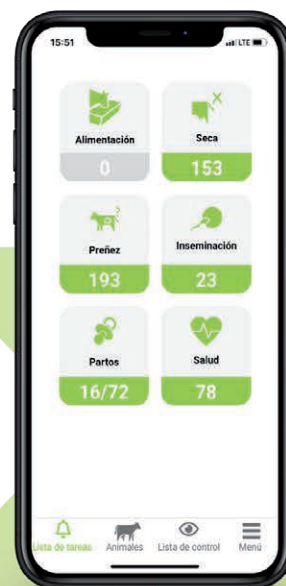 15:51
LTE
Alimentación
Seca
0
153
Preñez
Inseminación
193
23
Partos
Salud
16/72
78
Lista de tareas
Animales
Lista de control
Menú